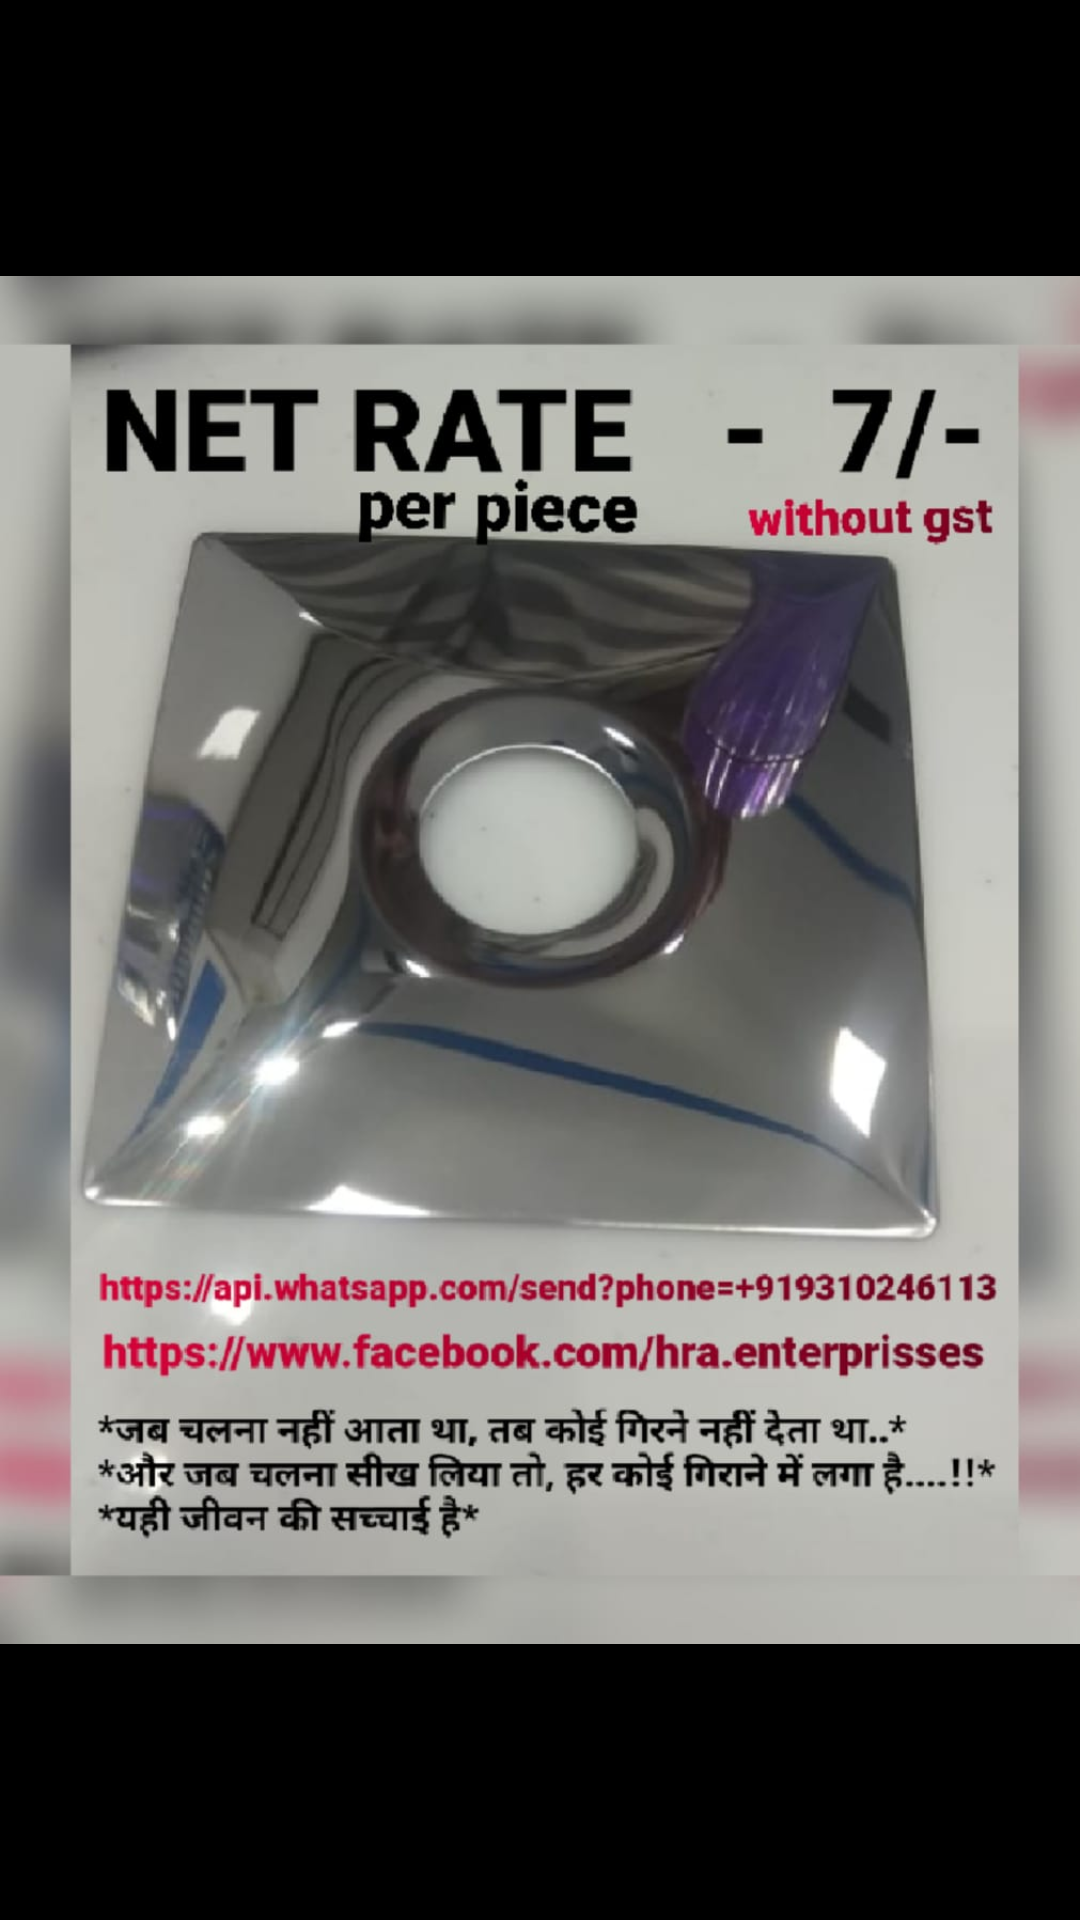 NET RATE - 7/-
per piece without gst
https://api.whatsapp.com/send?phone=+919310246113
https://www.facebook.com/hra.enterprisses
*जब चलना नहीं आता था, तब कोई गिरने नहीं देता था..*
*और जब चलना सीख लिया तो, हर कोई गिराने में लगा है....!!*
*यही जीवन की सच्चाई है*